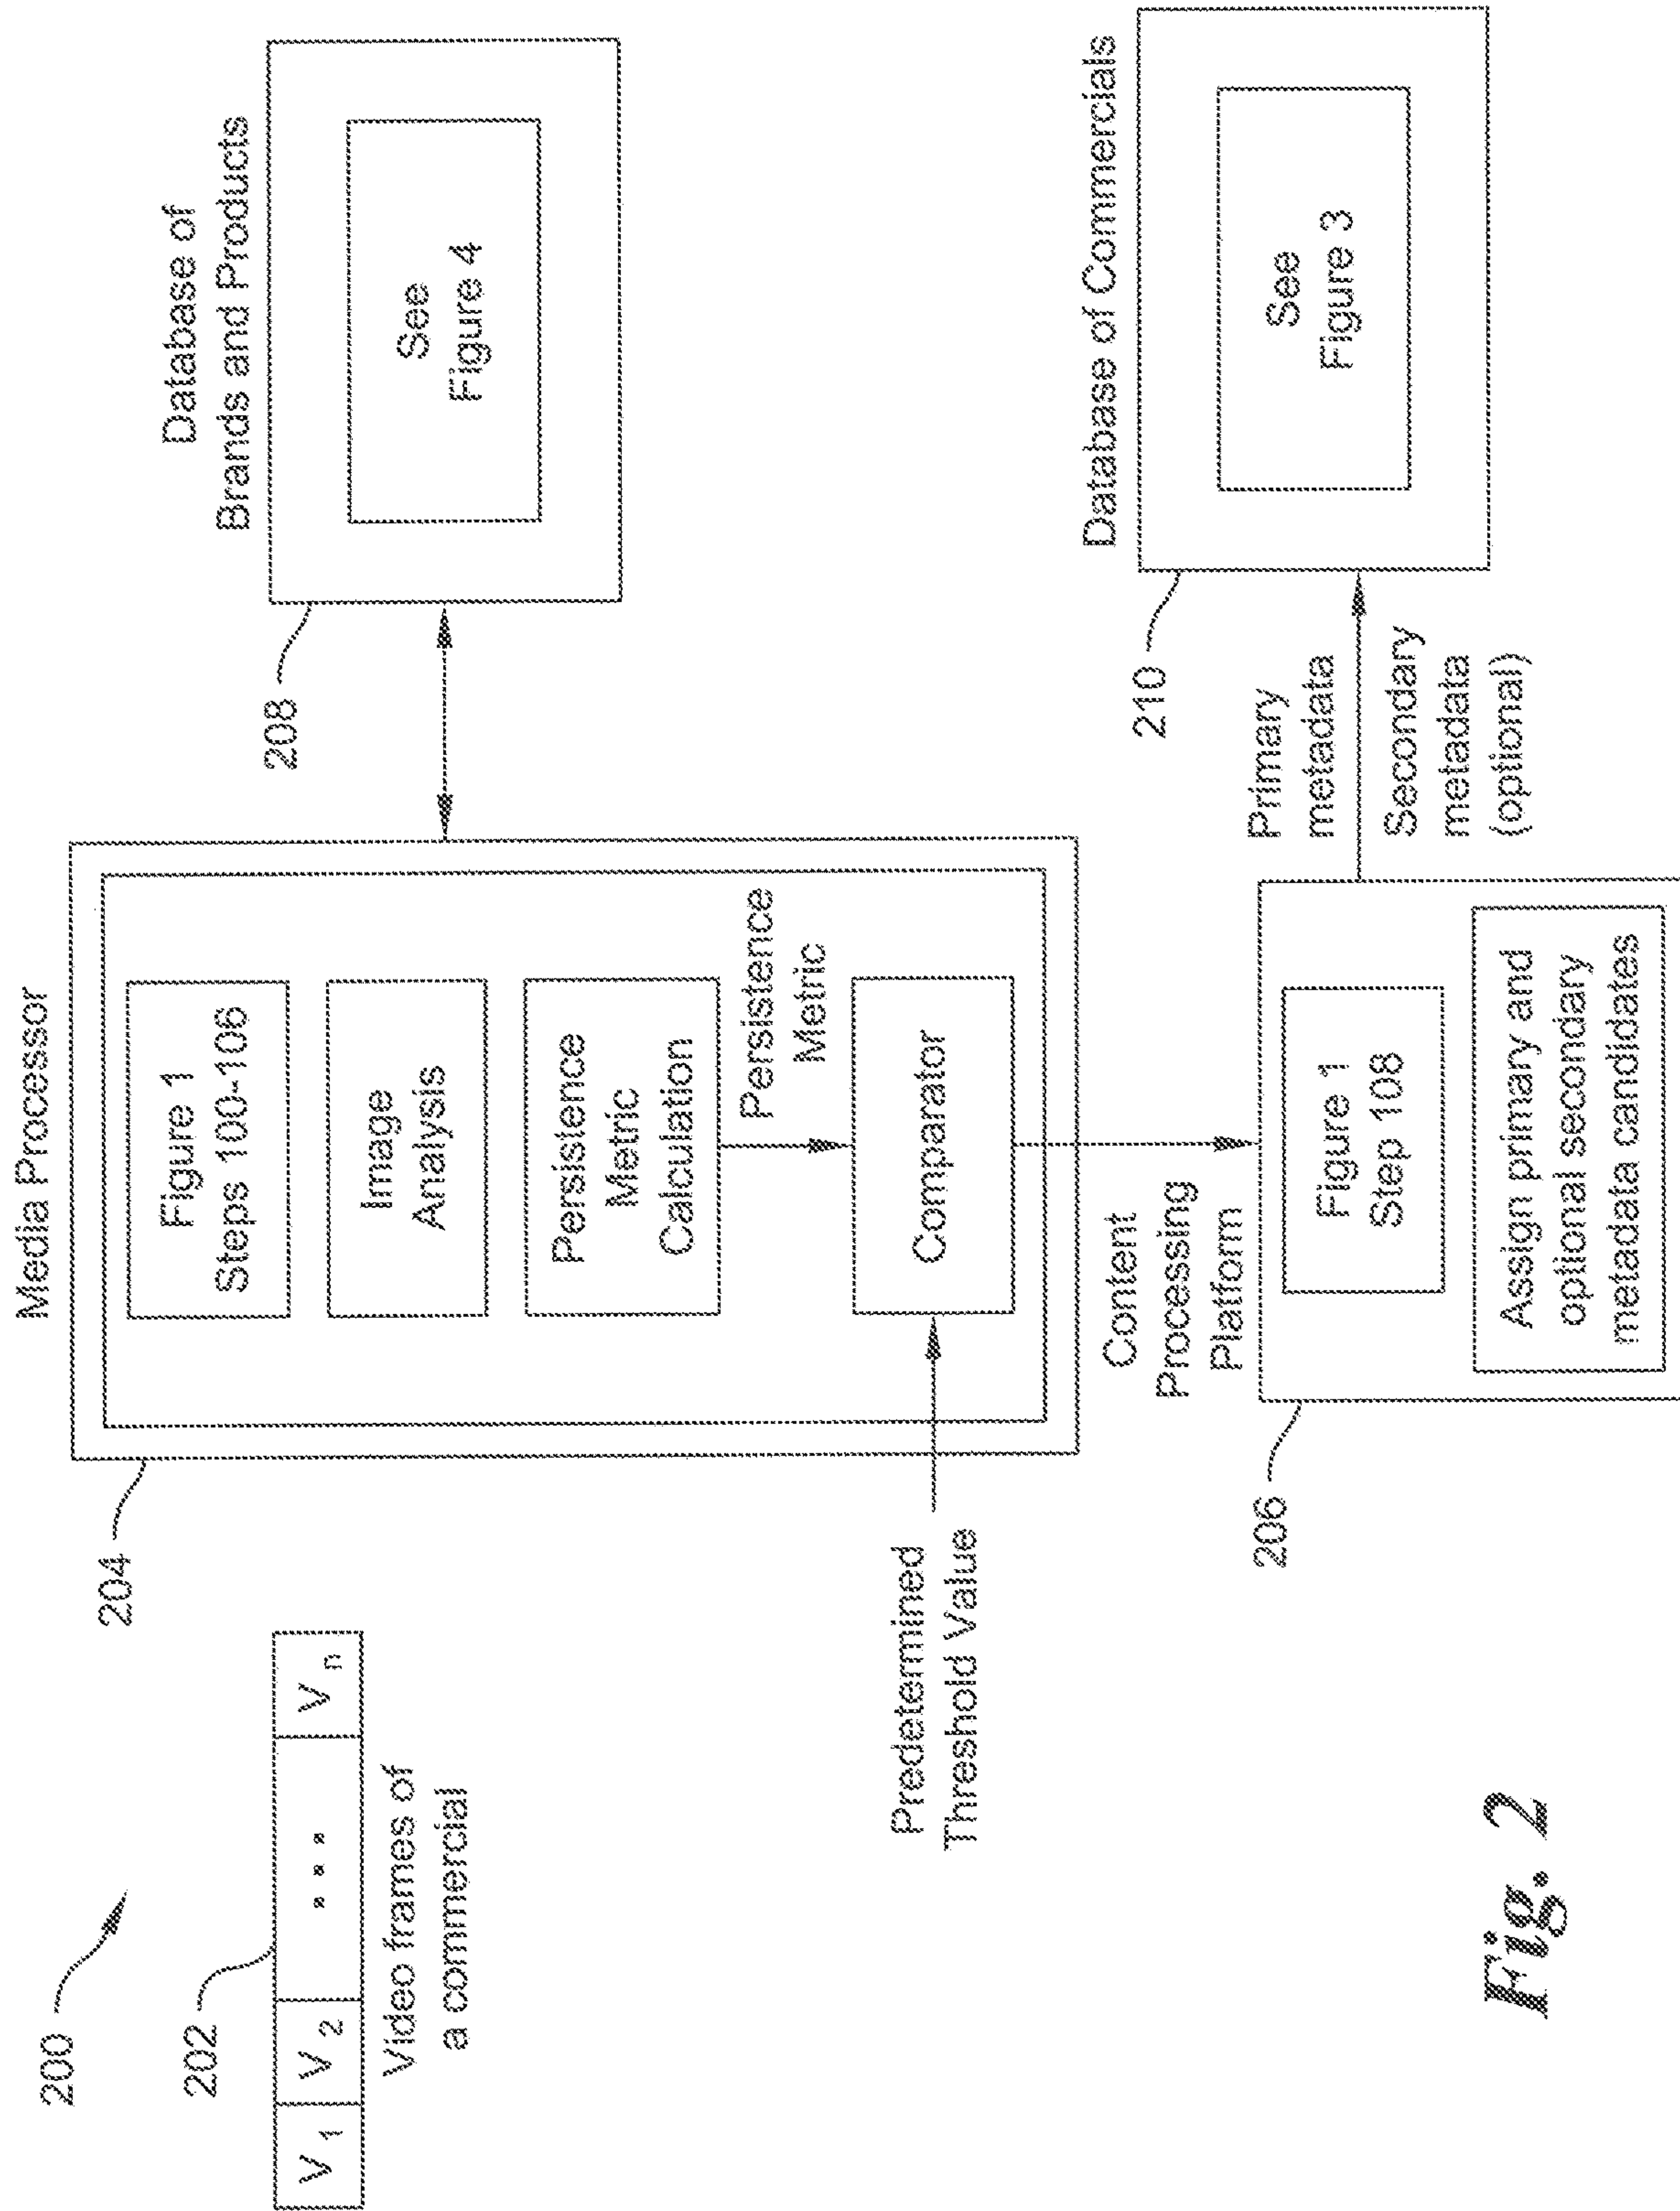 200
202
V 1
V 2
...
V n
Video frames of
a commercial
Media Processor
204
Figure 1
Steps 100-106
Image
Analysis
Persistence
Metric
Calculation
Persistence
Metric
Comparator
Predetermined
Threshold Value
Database of
Brands and Products
208
See
Figure 4
Content
Processing
Platform
206
Figure 1
Step 108
Assign primary and
optional secondary
metadata candidates
Primary
metadata
Secondary
metadata
(optional)
Database of Commercials
210
See
Figure 3
Fig. 2